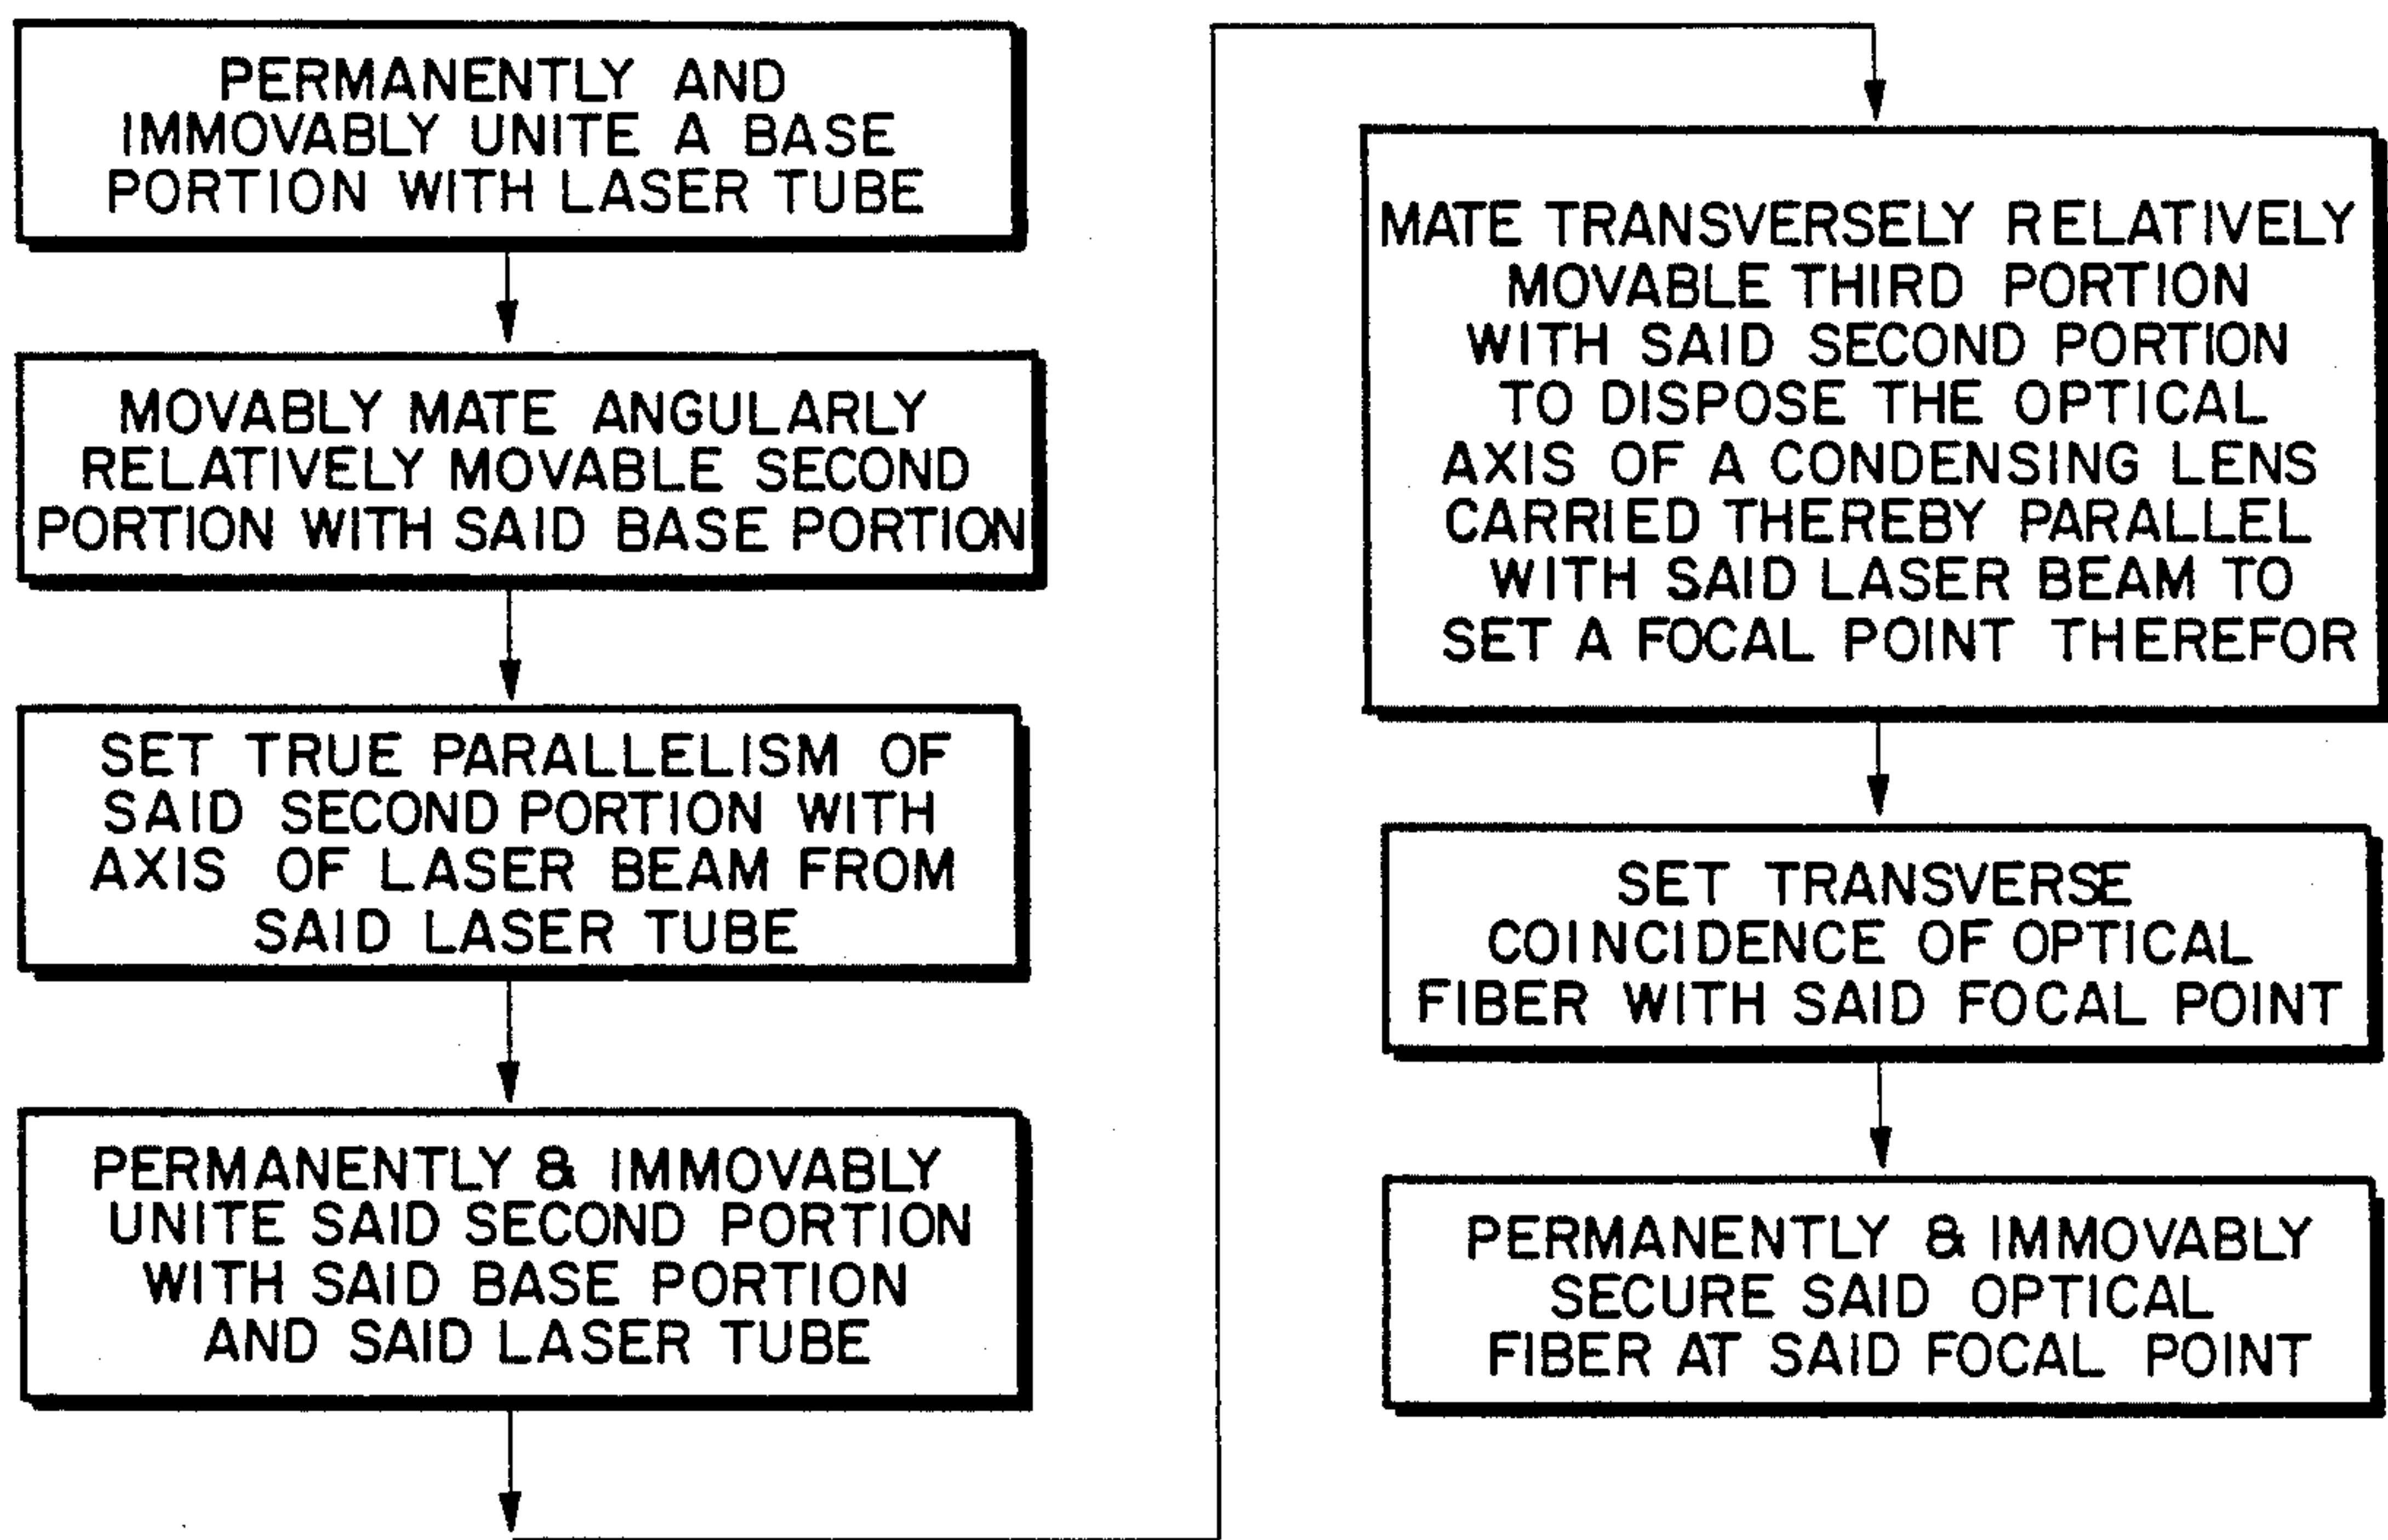 PERMANENTLY AND
IMMOVABLY UNITE A BASE
PORTION WITH LASER TUBE
MOVABLY MATE ANGULARLY
RELATIVELY MOVABLE SECOND
PORTION WITH SAID BASE PORTION
SET TRUE PARALLELISM OF
SAID SECOND PORTION WITH
AXIS OF LASER BEAM FROM
SAID LASER TUBE
PERMANENTLY & IMMOVABLY
UNITE SAID SECOND PORTION
WITH SAID BASE PORTION
AND SAID LASER TUBE
MATE TRANSVERSELY RELATIVELY
MOVABLE THIRD PORTION
WITH SAID SECOND PORTION
TO DISPOSE THE OPTICAL
AXIS OF A CONDENSING LENS
CARRIED THEREBY PARALLEL
WITH SAID LASER BEAM TO
SET A FOCAL POINT THEREFOR
SET TRANSVERSE
COINCIDENCE OF OPTICAL
FIBER WITH SAID FOCAL POINT
PERMANENTLY & IMMOVABLY
SECURE SAID OPTICAL
FIBER AT SAID FOCAL POINT